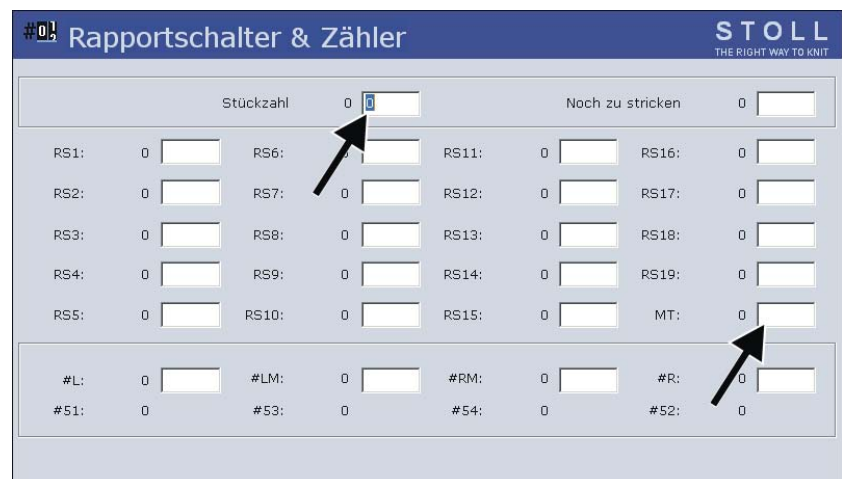 #01 2 Rapportschalter & Zähler STOLL
THE RIGHT WAY TO KNIT
Stückzahl 0 0 Noch zu stricken 0
RS1: 0 RS6: RS11: 0 RS16: 0
RS2: 0 RS7: 0 RS12: 0 RS17: 0
RS3: 0 RS8: 0 RS13: 0 RS18: 0
RS4: 0 RS9: 0 RS14: 0 RS19: 0
RS5: 0 RS10: 0 RS15: 0 MT: 0
#L: 0 #LM: 0 #RM: 0 #R: 0
#51: 0 #53: 0 #54: 0 #52: 0